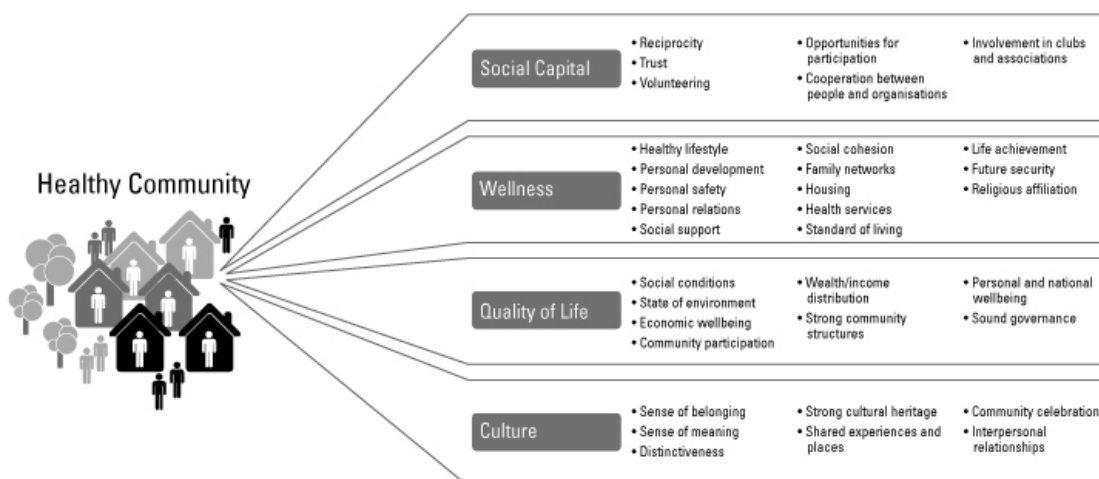 Healthy Community
Social Capital
• Reciprocity
• Trust
• Volunteering
• Opportunities for
participation
• Cooperation between
people and organisations
• Involvement in clubs
and associations
Wellness
• Healthy lifestyle
• Personal development
• Personal safety
• Personal relations
• Social support
• Social cohesion
• Family networks
• Housing
• Health services
• Standard of living
• Life achievement
• Future security
• Religious affiliation
Quality of Life
• Social conditions
• State of environment
• Economic wellbeing
• Community participation
• Wealth/income
distribution
• Strong community
structures
• Personal and national
wellbeing
• Sound governance
Culture
• Sense of belonging
• Sense of meaning
• Distinctiveness
• Strong cultural heritage
• Shared experiences and
places
• Community celebration
• Interpersonal
relationships